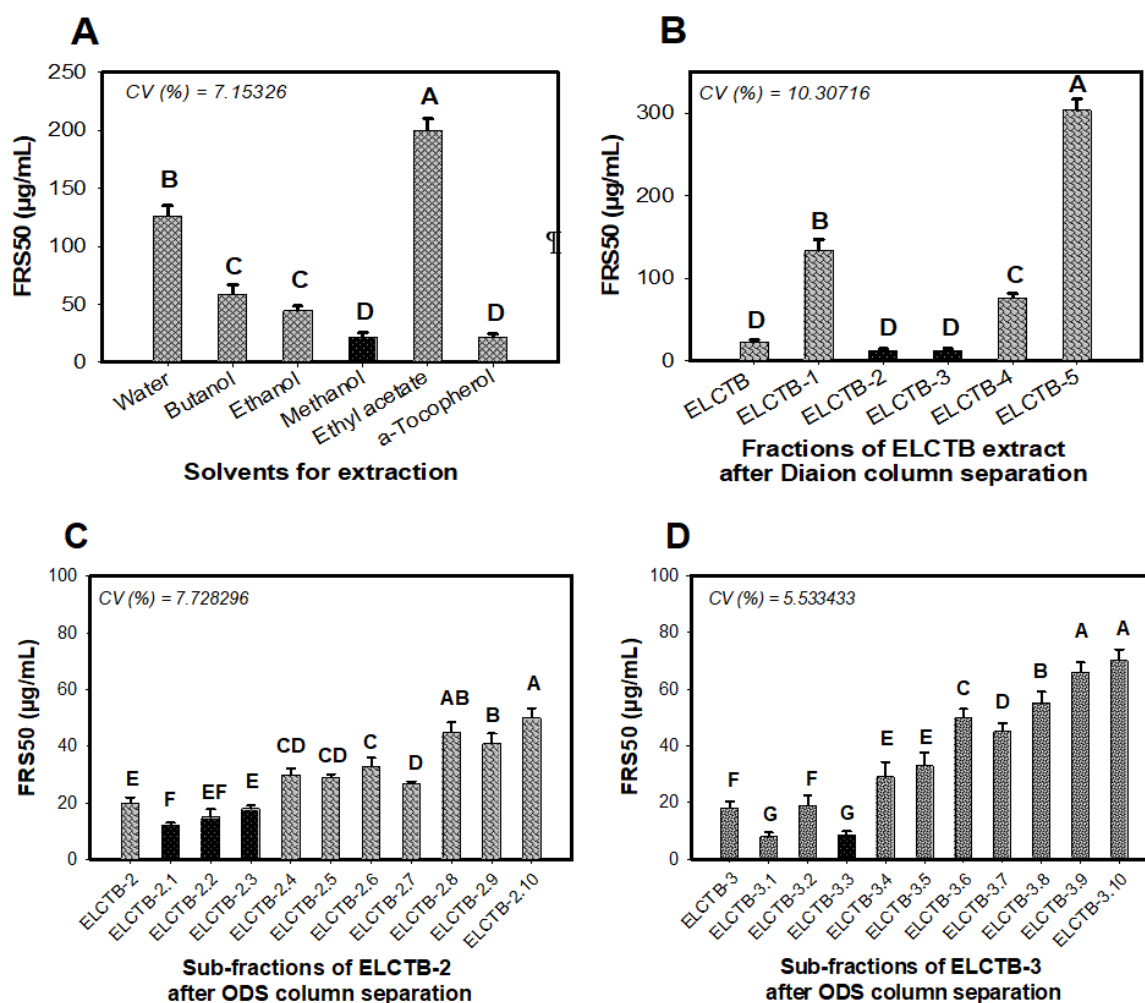 A
FRS50 (µg/mL)
250
200
150
100
50
0
CV (%) = 7.15326
B
C
C
D
A
D
Water
Butanol
Ethanol
Methanol
Ethyl acetate
a-Tocopherol
Solvents for extraction
¶
B
FRS50 (µg/mL)
300
200
100
0
CV (%) = 10.30716
D
B
D
D
C
A
ELCTB
ELCTB-1
ELCTB-2
ELCTB-3
ELCTB-4
ELCTB-5
Fractions of ELCTB extract
after Diaion column separation
C
FRS50 (µg/mL)
100
80
60
40
20
0
CV (%) = 7.728296
E
F
EF
E
CD
CD
C
D
AB
B
A
ELCTB-2
ELCTB-2.1
ELCTB-2.2
ELCTB-2.3
ELCTB-2.4
ELCTB-2.5
ELCTB-2.6
ELCTB-2.7
ELCTB-2.8
ELCTB-2.9
ELCTB-2.10
Sub-fractions of ELCTB-2
after ODS column separation
D
FRS50 (µg/mL)
100
80
60
40
20
0
CV (%) = 5.533433
F
G
F
G
E
E
C
D
B
A
A
ELCTB-3
ELCTB-3.1
ELCTB-3.2
ELCTB-3.3
ELCTB-3.4
ELCTB-3.5
ELCTB-3.6
ELCTB-3.7
ELCTB-3.8
ELCTB-3.9
ELCTB-3.10
Sub-fractions of ELCTB-3
after ODS column separation